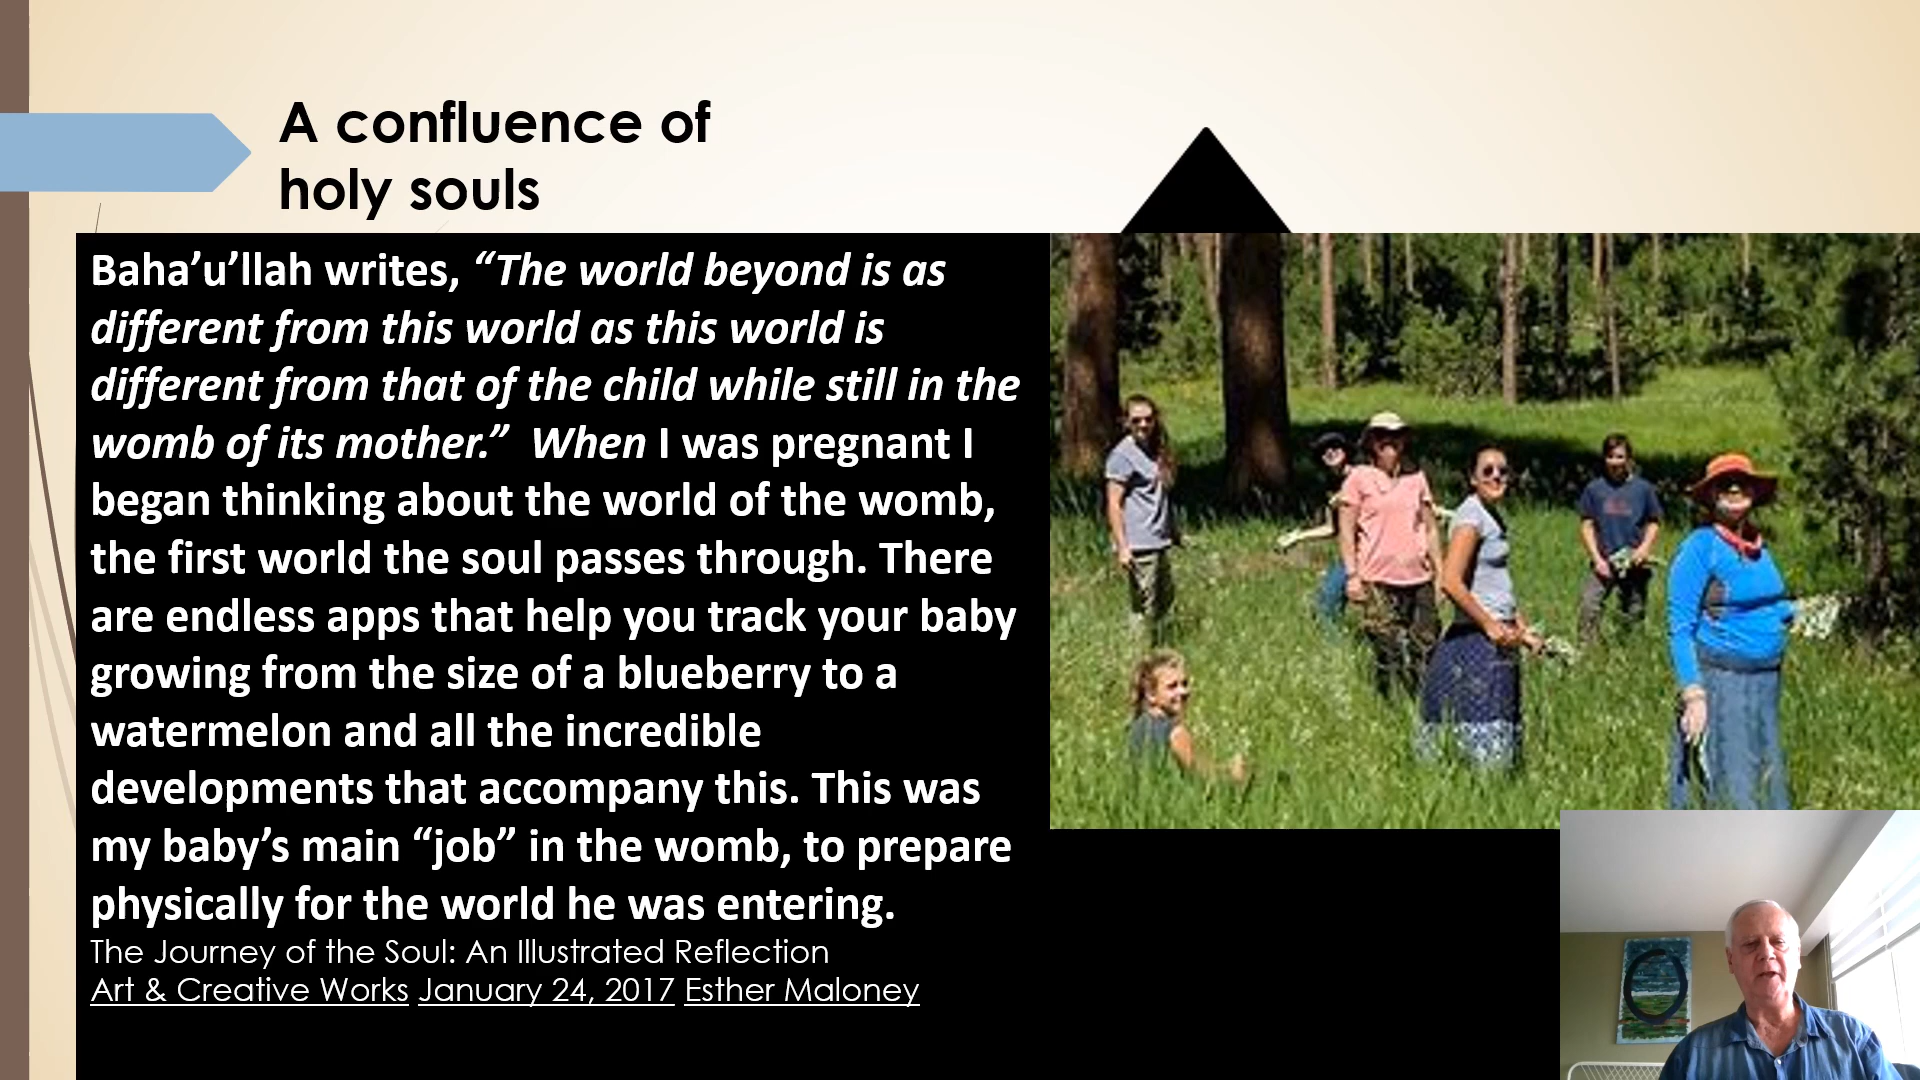 A confluence of
holy souls
Baha’u’llah writes, “The world beyond is as
different from this world as this world is
different from that of the child while still in the
womb of its mother.”  When I was pregnant I
began thinking about the world of the womb,
the first world the soul passes through. There
are endless apps that help you track your baby
growing from the size of a blueberry to a
watermelon and all the incredible
developments that accompany this. This was
my baby’s main “job” in the womb, to prepare
physically for the world he was entering.
The Journey of the Soul: An Illustrated Reflection
Art & Creative Works January 24, 2017 Esther Maloney